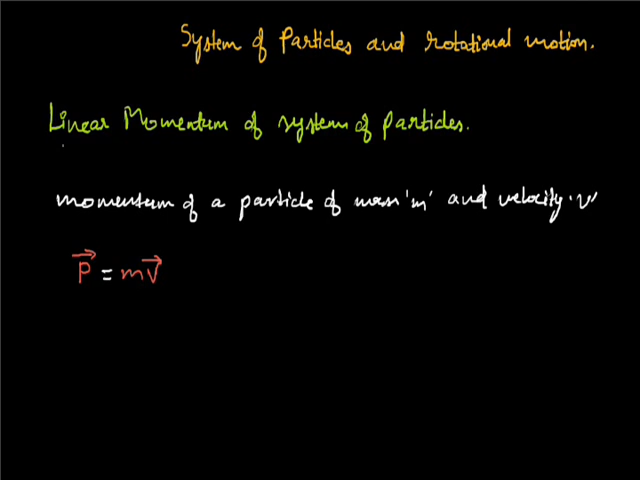 System of Particles and rotational motion.
Linear Momentum of system of particles.
momentum of a particle of mass 'm' and velocity 'v'
P⃗ = mv⃗